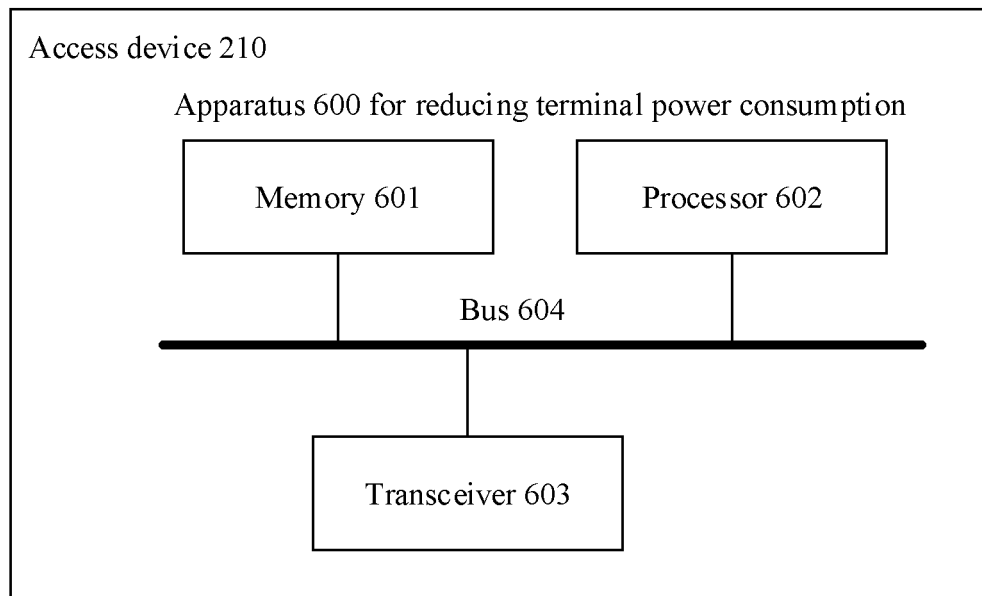 Access device 210
Apparatus 600 for reducing terminal power consumption
Memory 601
Processor 602
Bus 604
Transceiver 603